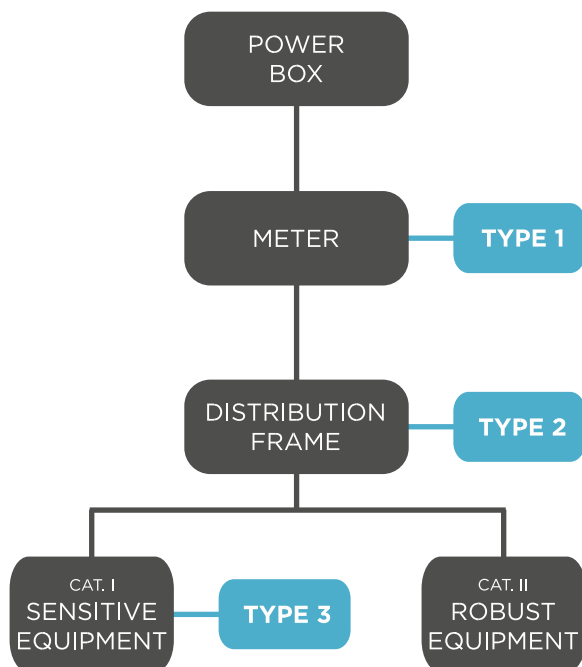 POWER
BOX
METER
TYPE 1
DISTRIBUTION
FRAME
TYPE 2
CAT. I
SENSITIVE
EQUIPMENT
TYPE 3
CAT. II
ROBUST
EQUIPMENT